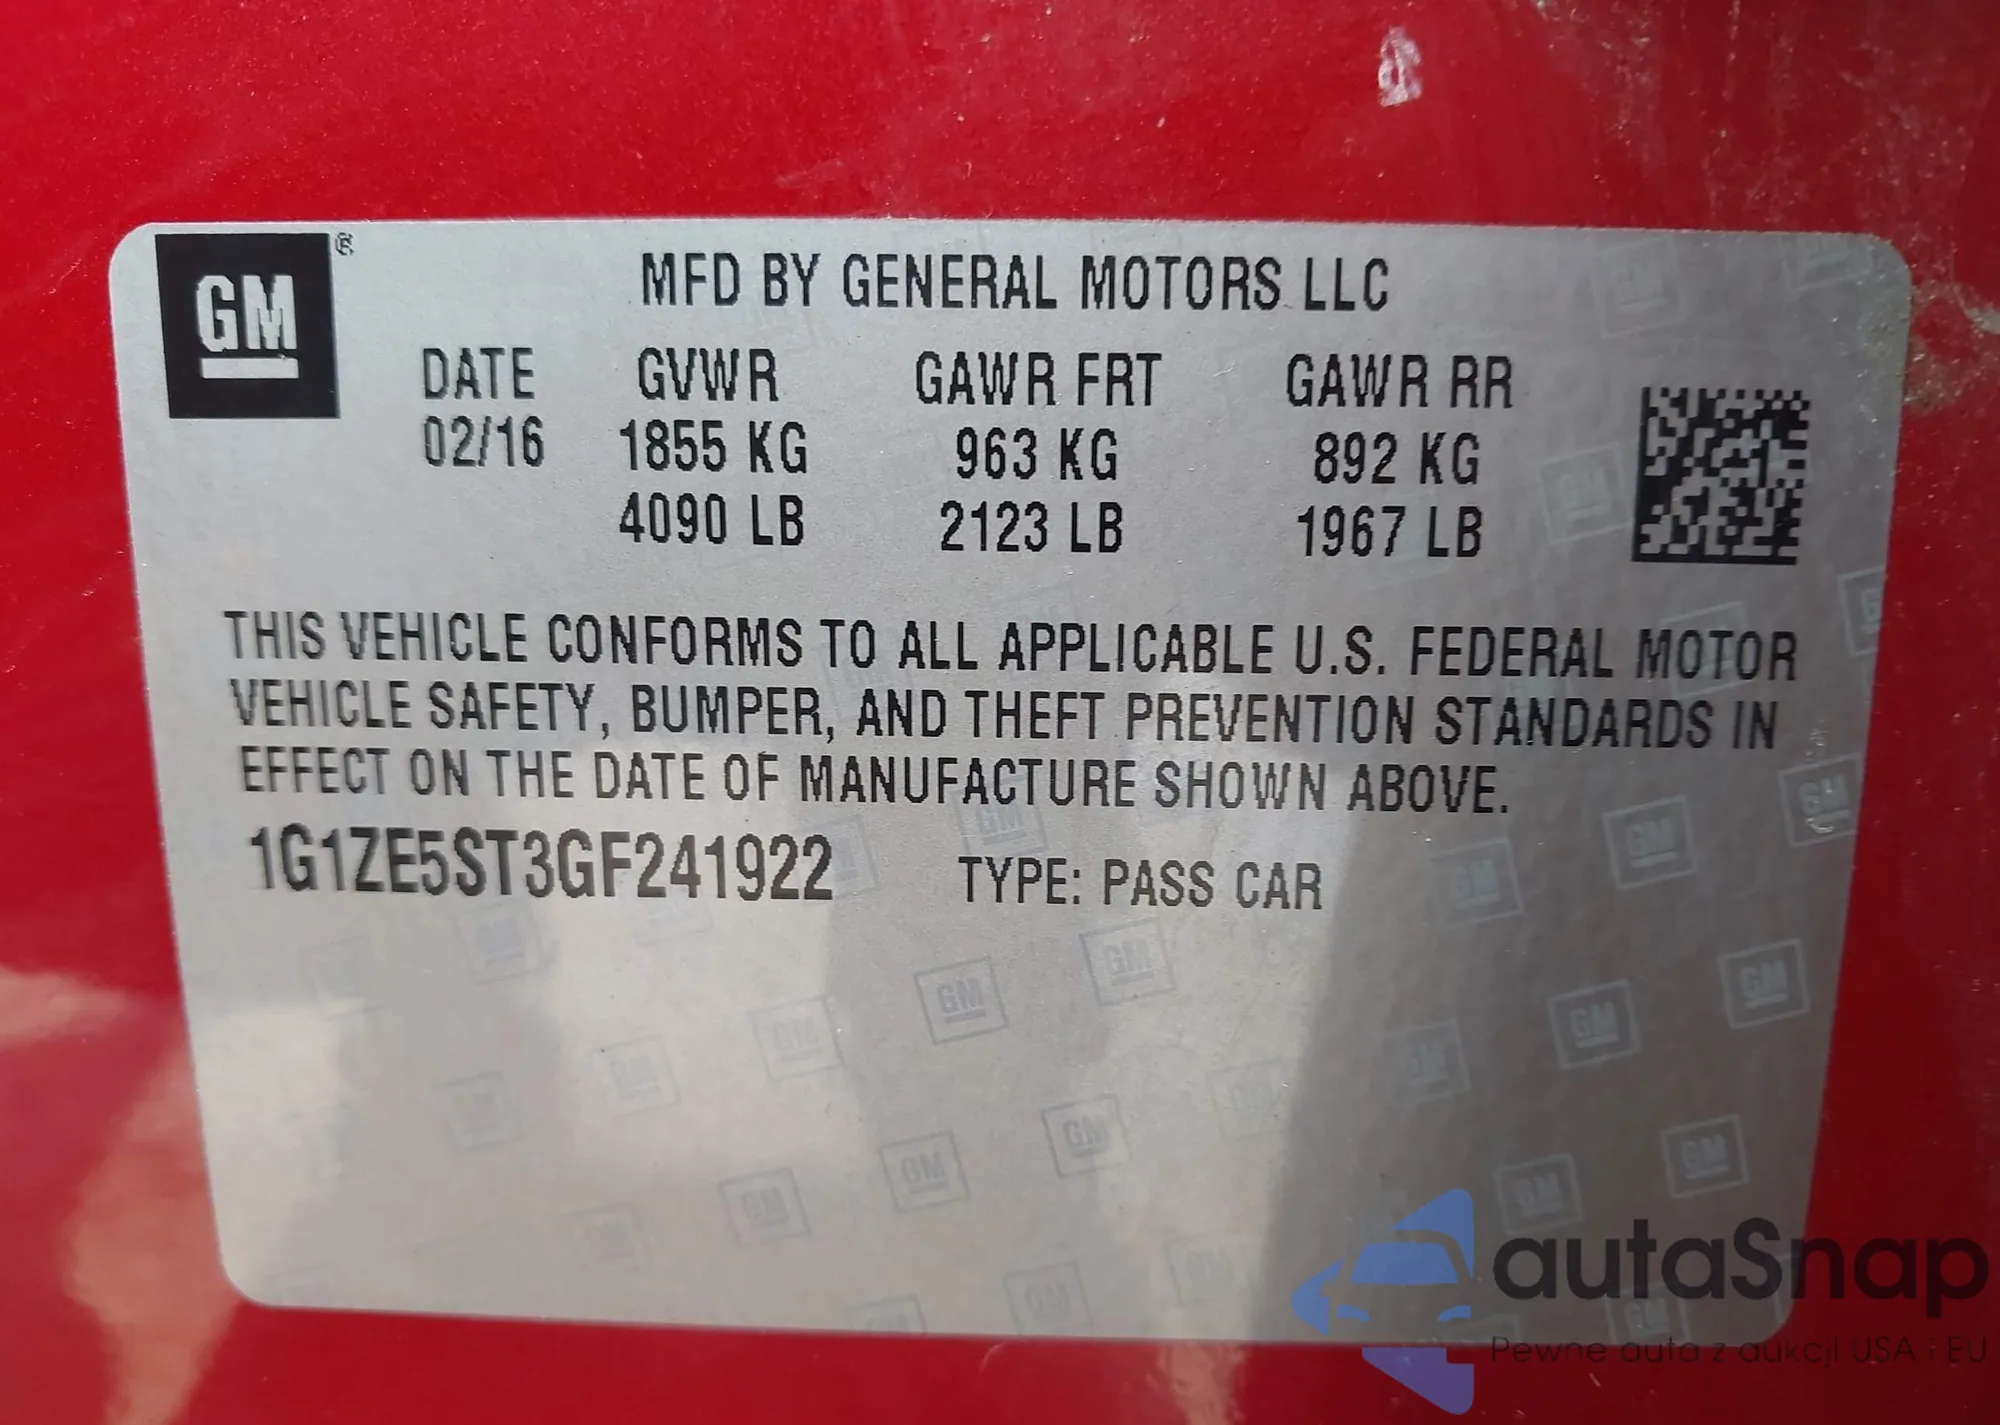 GM ®
MFD BY GENERAL MOTORS LLC
DATE GVWR GAWR FRT GAWR RR
02/16 1855 KG 963 KG 892 KG
4090 LB 2123 LB 1967 LB
THIS VEHICLE CONFORMS TO ALL APPLICABLE U.S. FEDERAL MOTOR
VEHICLE SAFETY, BUMPER, AND THEFT PREVENTION STANDARDS IN
EFFECT ON THE DATE OF MANUFACTURE SHOWN ABOVE.
1G1ZE5ST3GF241922 TYPE: PASS CAR
autaSnap
Pewne auta z aukcji USA i EU